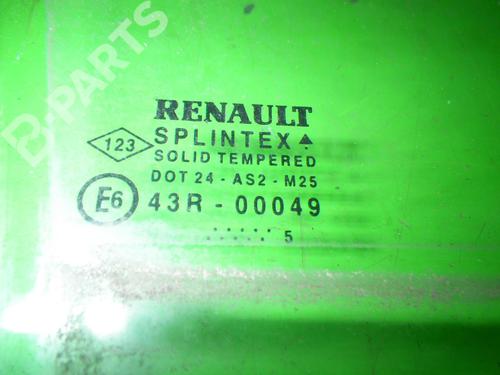 B-PARTS
RENAULT
123 SPLINTEX
SOLID TEMPERED
DOT 24 - AS2 - M25
E6 43R - 00049
..... 5